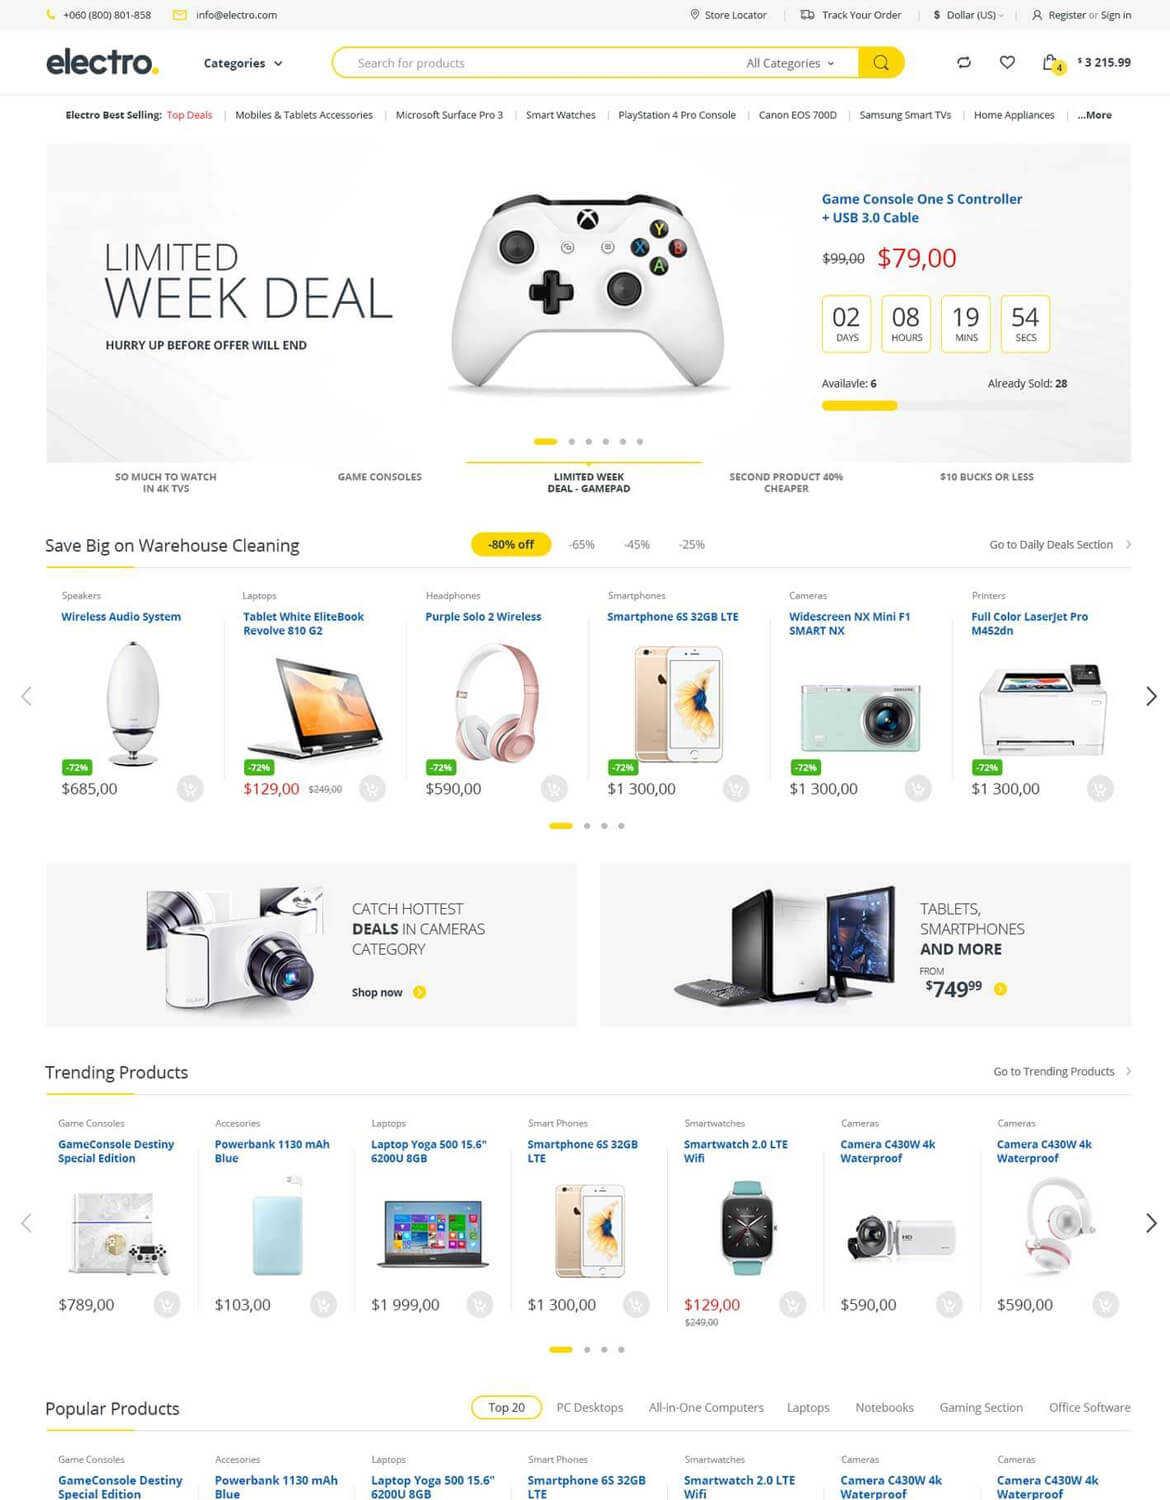 +060 (800) 801-858
info@electro.com
Store Locator
Track Your Order
$ Dollar (US)
Register or Sign in
electro.
Categories
Search for products
All Categories
4
$ 3 215.99
Electro Best Selling: Top Deals
Mobiles & Tablets Accessories
Microsoft Surface Pro 3
Smart Watches
PlayStation 4 Pro Console
Canon EOS 700D
Samsung Smart TVs
Home Appliances
...More
LIMITED
WEEK DEAL
HURRY UP BEFORE OFFER WILL END
Y
X
B
A
Game Console One S Controller
+ USB 3.0 Cable
$99,00 $79,00
02 08 19 54
DAYS HOURS MINS SECS
Availavle: 6
Already Sold: 28
SO MUCH TO WATCH
IN 4K TVS
GAME CONSOLES
LIMITED WEEK
DEAL - GAMEPAD
SECOND PRODUCT 40%
CHEAPER
$10 BUCKS OR LESS
Save Big on Warehouse Cleaning
-80% off
-65%
-45%
-25%
Go to Daily Deals Section
Speakers
Wireless Audio System
-72%
$685,00
Laptops
Tablet White EliteBook
Revolve 810 G2
-72%
$129,00 $249,00
Headphones
Purple Solo 2 Wireless
-72%
$590,00
Smartphones
Smartphone 6S 32GB LTE
-72%
$1 300,00
Cameras
Widescreen NX Mini F1
SMART NX
SAMSUNG
-72%
$1 300,00
Printers
Full Color LaserJet Pro
M452dn
-72%
$1 300,00
CATCH HOTTEST
DEALS IN CAMERAS
CATEGORY
Shop now
TABLETS,
SMARTPHONES
AND MORE
FROM
$749 99
Trending Products
Go to Trending Products
Game Consoles
GameConsole Destiny
Special Edition
$789,00
Accesories
Powerbank 1130 mAh
Blue
$103,00
Laptops
Laptop Yoga 500 15.6"
6200U 8GB
$1 999,00
Smart Phones
Smartphone 6S 32GB
LTE
$1 300,00
Smartwatches
Smartwatch 2.0 LTE
Wifi
$129,00
$249,00
Cameras
Camera C430W 4k
Waterproof
HD
$590,00
Cameras
Camera C430W 4k
Waterproof
$590,00
Popular Products
Top 20
PC Desktops
All-in-One Computers
Laptops
Notebooks
Gaming Section
Office Software
Game Consoles
GameConsole Destiny
Special Edition
Accesories
Powerbank 1130 mAh
Blue
Laptops
Laptop Yoga 500 15.6"
6200U 8GB
Smart Phones
Smartphone 6S 32GB
LTE
Smartwatches
Smartwatch 2.0 LTE
Wifi
Cameras
Camera C430W 4k
Waterproof
Cameras
Camera C430W 4k
Waterproof